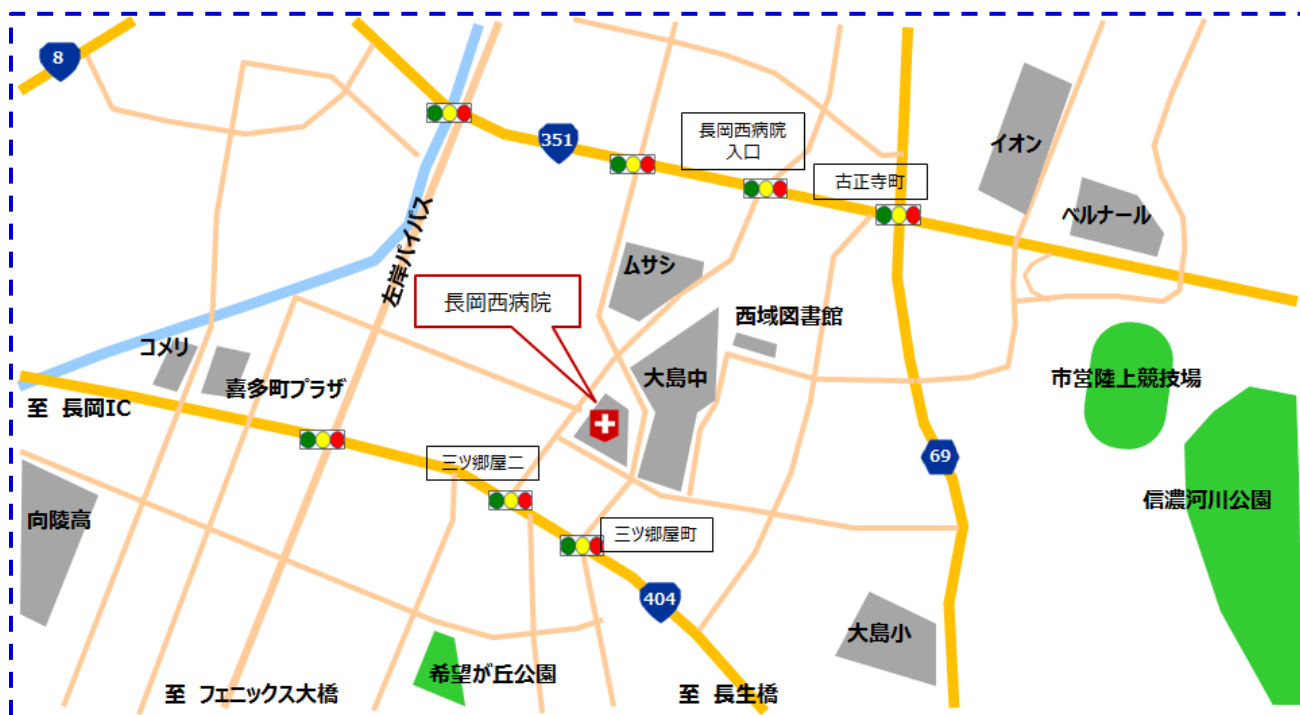 8
351
長岡西病院
入口
古正寺町
イオン
ベルナール
左岸バイパス
ムサシ
長岡西病院
西域図書館
コメリ
喜多町プラザ
大島中
市営陸上競技場
至 長岡IC
三ツ郷屋二
69
信濃河川公園
向陵高
三ツ郷屋町
404
大島小
希望が丘公園
至 フェニックス大橋
至 長生橋